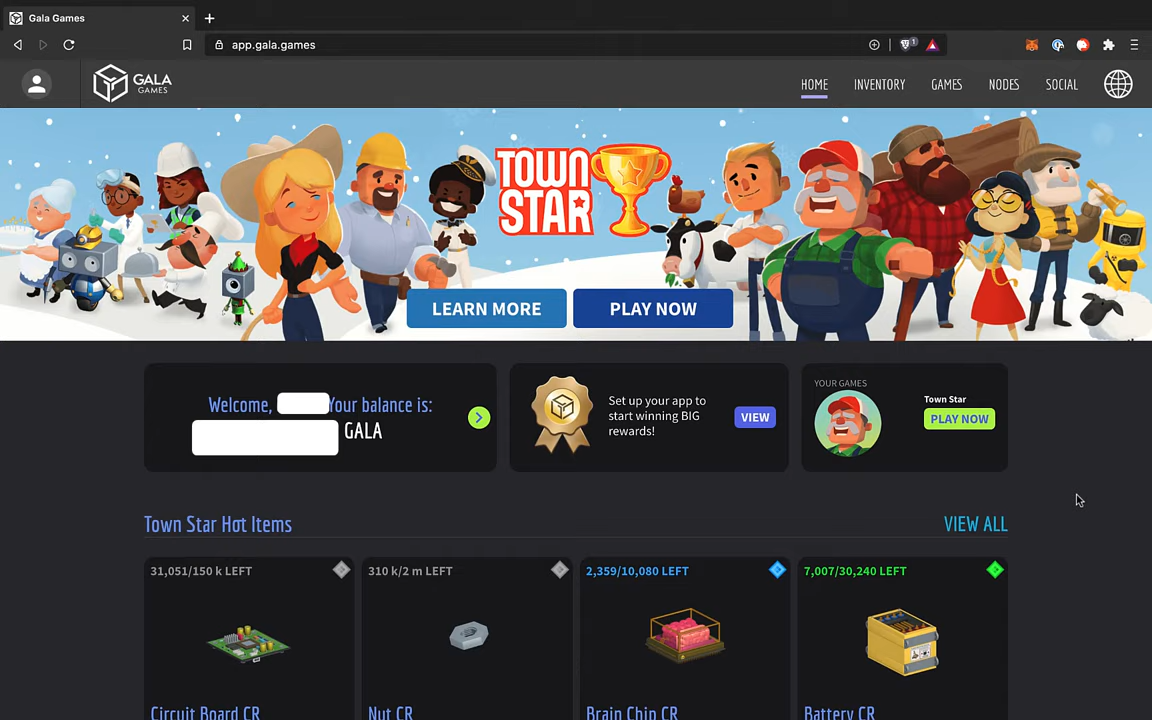 Gala Games
app.gala.games
1
GALA
GAMES
HOME
INVENTORY
GAMES
NODES
SOCIAL
TOWN
STAR
LEARN MORE
PLAY NOW
Welcome,
Your balance is:
GALA
Set up your app to
start winning BIG
rewards!
VIEW
YOUR GAMES
Town Star
PLAY NOW
Town Star Hot Items
VIEW ALL
31,051/150 k LEFT
310 k/2 m LEFT
2,359/10,080 LEFT
7,007/30,240 LEFT
Circuit Board CR
Nut CR
Brain Chip CR
Battery CR